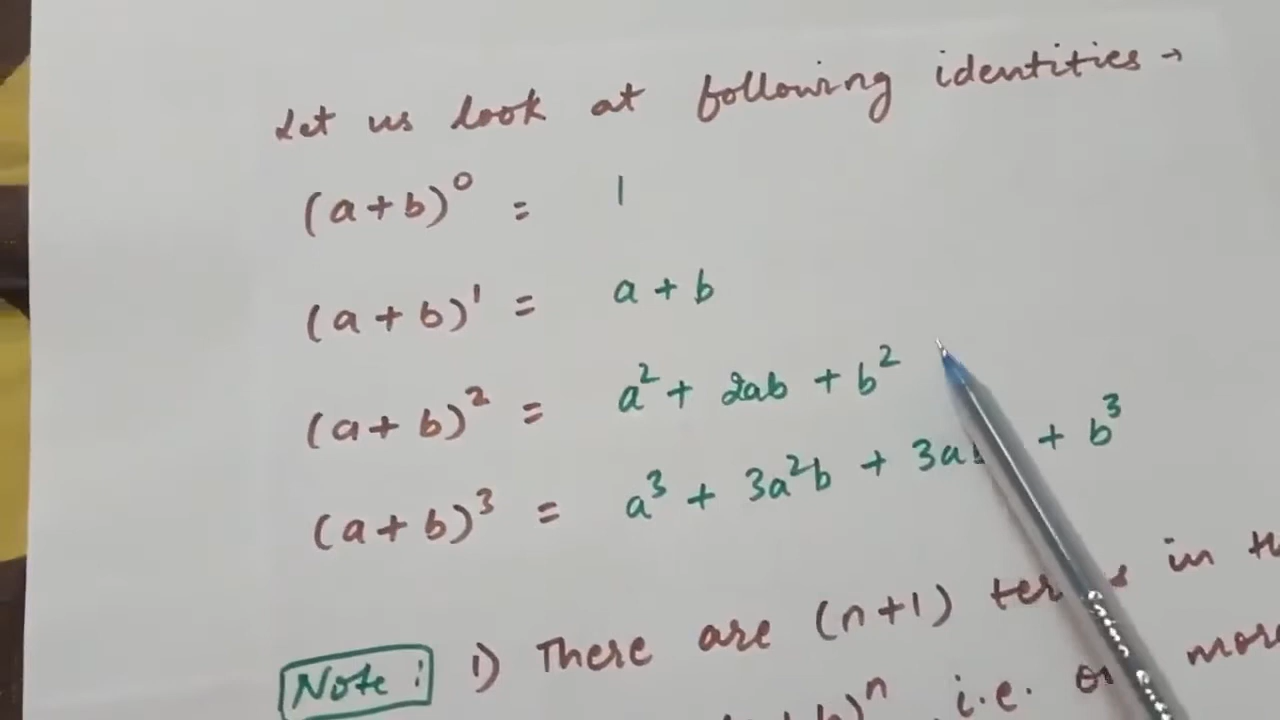 Let us look at following identities →
(a+b)⁰ = 1
(a+b)¹ = a+b
(a+b)² = a² + 2ab + b²
(a+b)³ = a³ + 3a²b + 3a + b³
Note: 1) There are (n+1) in
)ⁿ i.e.